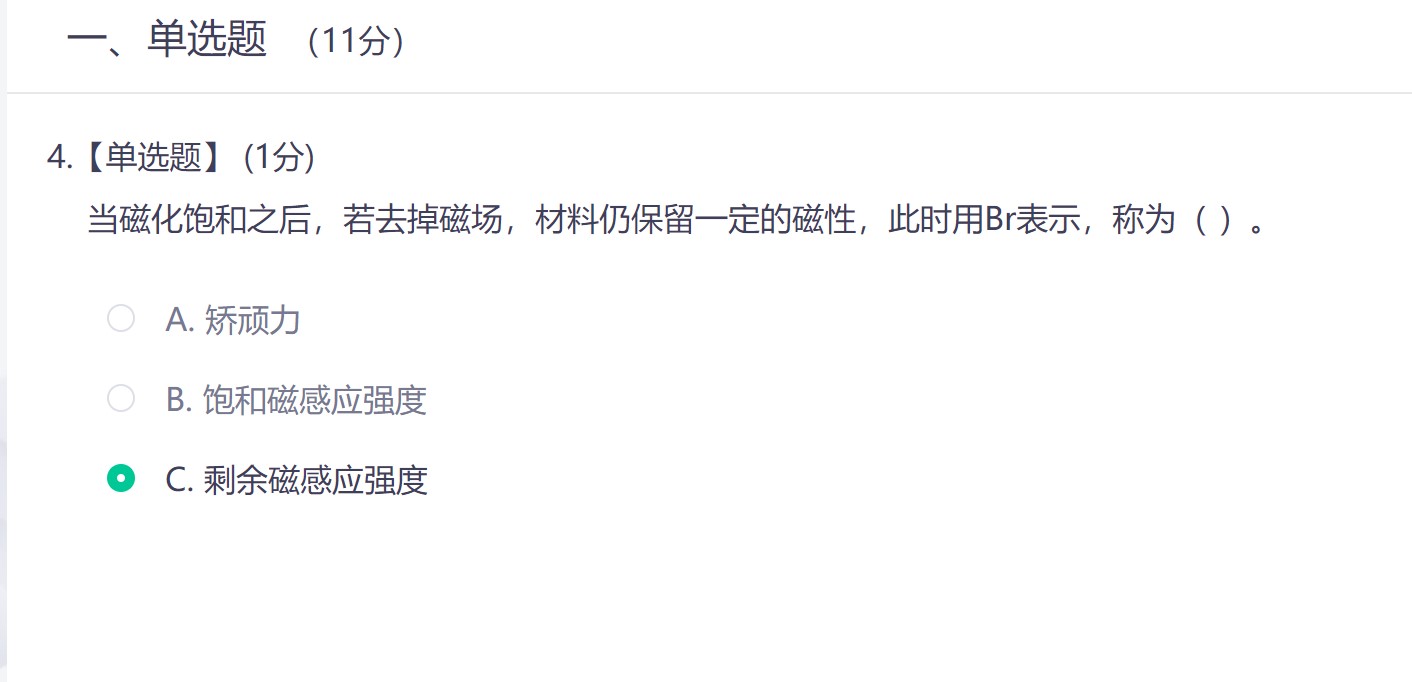 一、单选题 （11分）
4.【单选题】 (1分)
当磁化饱和之后，若去掉磁场，材料仍保留一定的磁性，此时用Br表示，称为（ ）。
A. 矫顽力
B. 饱和磁感应强度
C. 剩余磁感应强度